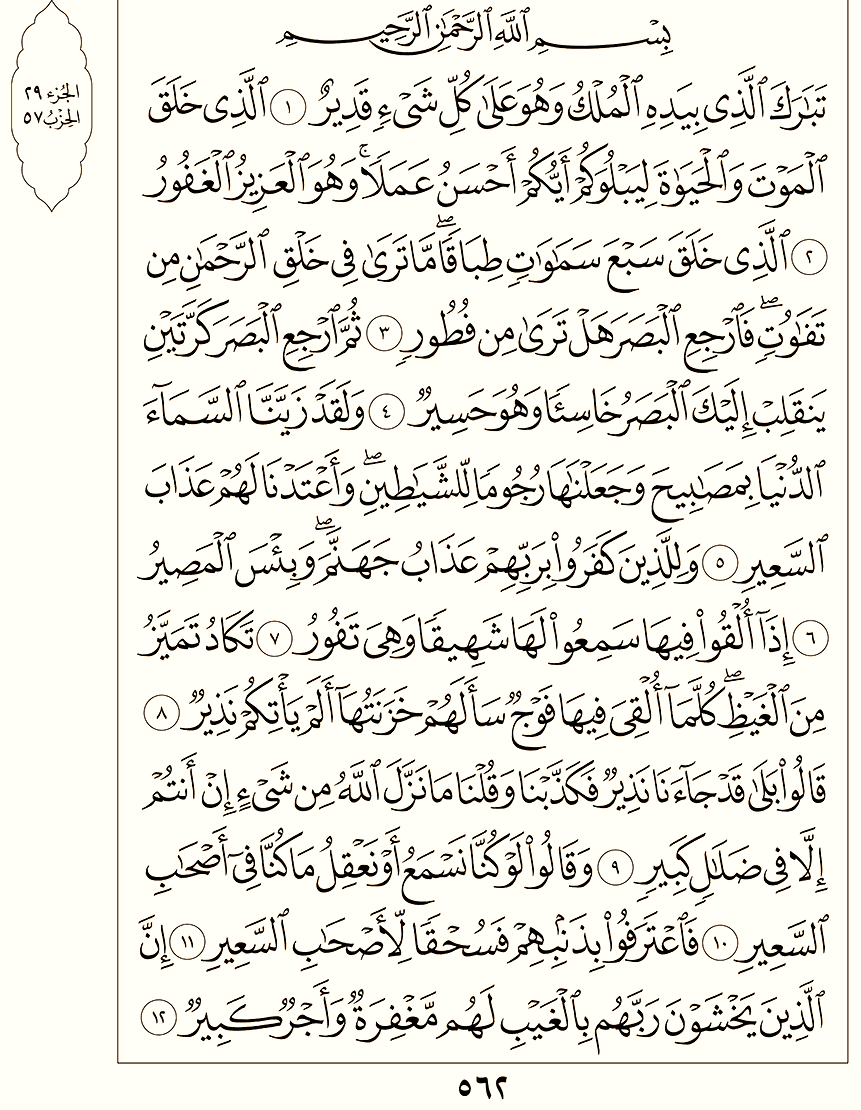 الجُزْء ٢٩
الحِزْبُ ٥٧
بِسْمِ ٱللَّهِ ٱلرَّحْمَٰنِ ٱلرَّحِيمِ
تَبَٰرَكَ ٱلَّذِى بِيَدِهِ ٱلْمُلْكُ وَهُوَ عَلَىٰ كُلِّ شَىْءٍ قَدِيرٌ ١ ٱلَّذِى خَلَقَ
ٱلْمَوْتَ وَٱلْحَيَوٰةَ لِيَبْلُوَكُمْ أَيُّكُمْ أَحْسَنُ عَمَلًا ۚ وَهُوَ ٱلْعَزِيزُ ٱلْغَفُورُ
٢ ٱلَّذِى خَلَقَ سَبْعَ سَمَٰوَٰتٍ طِبَاقًا ۖ مَّا تَرَىٰ فِى خَلْقِ ٱلرَّحْمَٰنِ مِن
تَفَٰوُتٍ ۖ فَٱرْجِعِ ٱلْبَصَرَ هَلْ تَرَىٰ مِن فُطُورٍ ٣ ثُمَّ ٱرْجِعِ ٱلْبَصَرَ كَرَّتَيْنِ
يَنقَلِبْ إِلَيْكَ ٱلْبَصَرُ خَاسِئًا وَهُوَ حَسِيرٌ ٤ وَلَقَدْ زَيَّنَّا ٱلسَّمَآءَ
ٱلدُّنْيَا بِمَصَٰبِيحَ وَجَعَلْنَٰهَا رُجُومًا لِّلشَّيَٰطِينِ ۖ وَأَعْتَدْنَا لَهُمْ عَذَابَ
ٱلسَّعِيرِ ٥ وَلِلَّذِينَ كَفَرُوا۟ بِرَبِّهِمْ عَذَابُ جَهَنَّمَ ۖ وَبِئْسَ ٱلْمَصِيرُ
٦ إِذَآ أُلْقُوا۟ فِيهَا سَمِعُوا۟ لَهَا شَهِيقًا وَهِىَ تَفُورُ ٧ تَكَادُ تَمَيَّزُ
مِنَ ٱلْغَيْظِ ۖ كُلَّمَآ أُلْقِىَ فِيهَا فَوْجٌ سَأَلَهُمْ خَزَنَتُهَآ أَلَمْ يَأْتِكُمْ نَذِيرٌ ٨
قَالُوا۟ بَلَىٰ قَدْ جَآءَنَا نَذِيرٌ فَكَذَّبْنَا وَقُلْنَا مَا نَزَّلَ ٱللَّهُ مِن شَىْءٍ إِنْ أَنتُمْ
إِلَّا فِى ضَلَٰلٍ كَبِيرٍ ٩ وَقَالُوا۟ لَوْ كُنَّا نَسْمَعُ أَوْ نَعْقِلُ مَا كُنَّا فِىٓ أَصْحَٰبِ
ٱلسَّعِيرِ ١٠ فَٱعْتَرَفُوا۟ بِذَنۢبِهِمْ فَسُحْقًا لِّأَصْحَٰبِ ٱلسَّعِيرِ ١١ إِنَّ
ٱلَّذِينَ يَخْشَوْنَ رَبَّهُم بِٱلْغَيْبِ لَهُم مَّغْفِرَةٌ وَأَجْرٌ كَبِيرٌ ١٢
٥٦٢